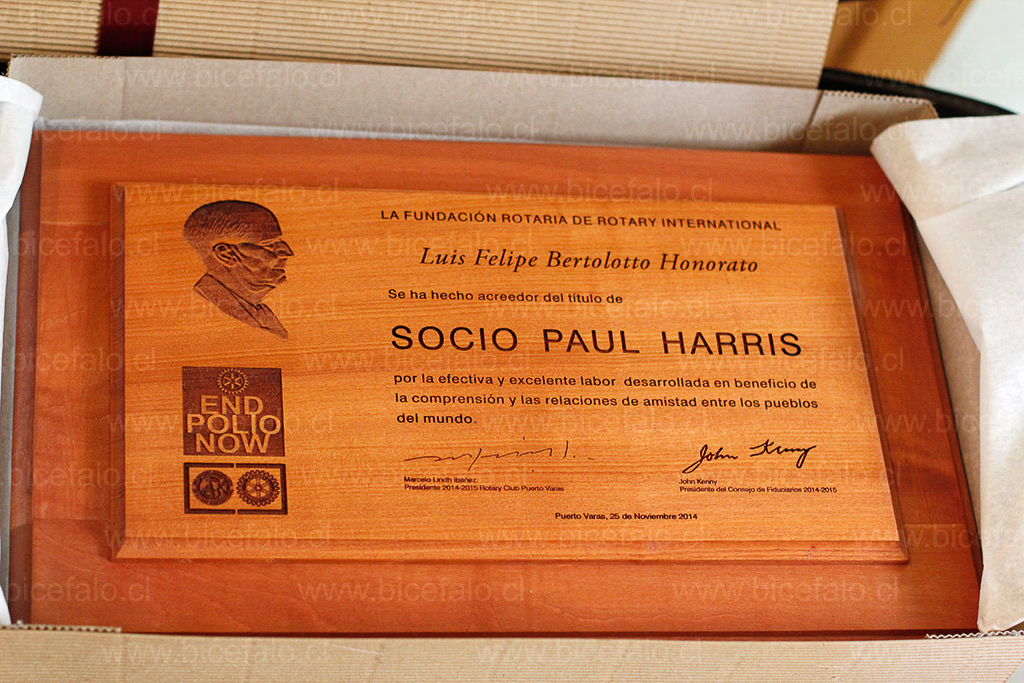 LA FUNDACIÓN ROTARIA DE ROTARY INTERNATIONAL
Luis Felipe Bertolotto Honorato
Se ha hecho acreedor del título de
SOCIO PAUL HARRIS
por la efectiva y excelente labor desarrollada en beneficio de
la comprensión y las relaciones de amistad entre los pueblos
del mundo.
END
POLIO
NOW
John Kenny
Marcelo Lindh Ibáñez
Presidente 2014-2015 Rotary Club Puerto Varas
John Kenny
Presidente del Consejo de Fiduciarios 2014-2015
Puerto Varas, 25 de Noviembre 2014
www.bicefalo.cl